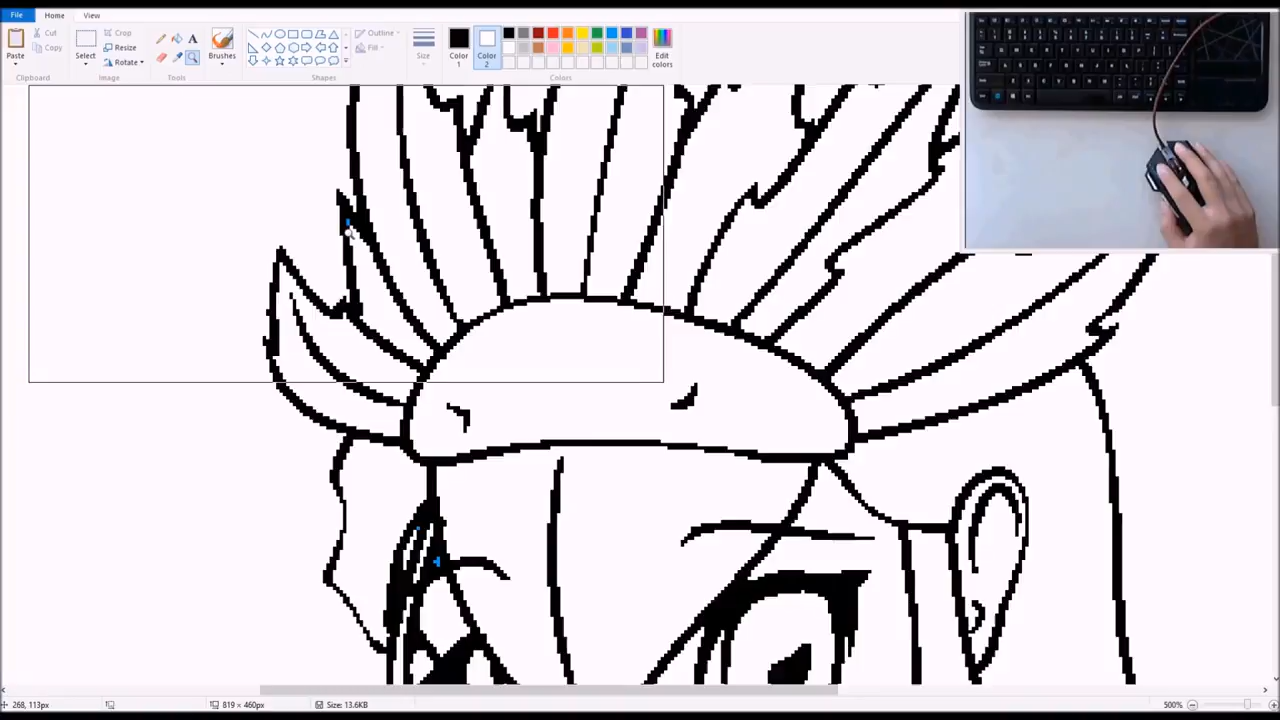 File Home View
Paste Cut Copy
Clipboard
Select Crop Resize Rotate
Image
A
Tools
Brushes
Outline Fill
Shapes
Size
Color 1 Color 2
Edit colors
Colors
268, 113px 819 × 460px Size: 13.6KB 500%